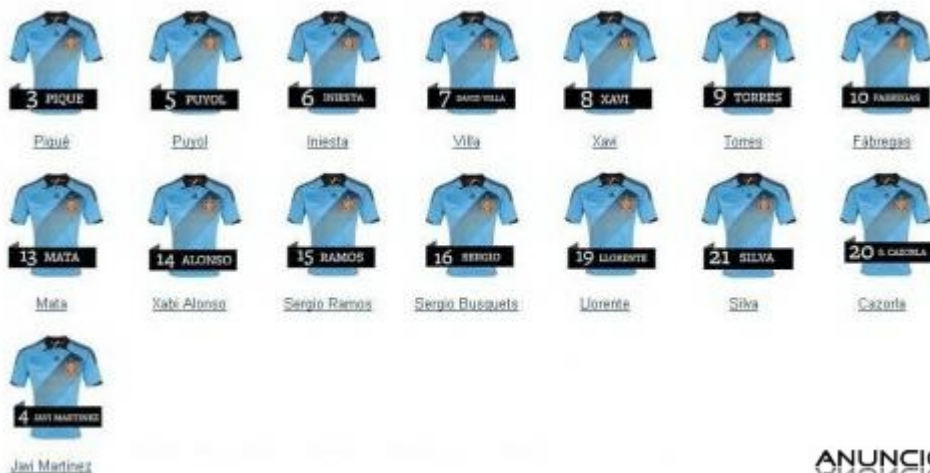 3 PIQUE 5 PUYOL 6 INIESTA 7 DAVID VILLA 8 XAVI 9 TORRES 10 FABREGAS
Piqué Puyol Iniesta Villa Xavi Torres Fábregas
13 MATA 14 ALONSO 15 RAMOS 16 SERGIO 19 LLORENTE 21 SILVA 20 S. CAZORLA
Mata Xabi Alonso Sergio Ramos Sergio Busquets Llorente Silva Cazorla
4 JAVI MARTINEZ
Javi Martinez
ANUNCIO